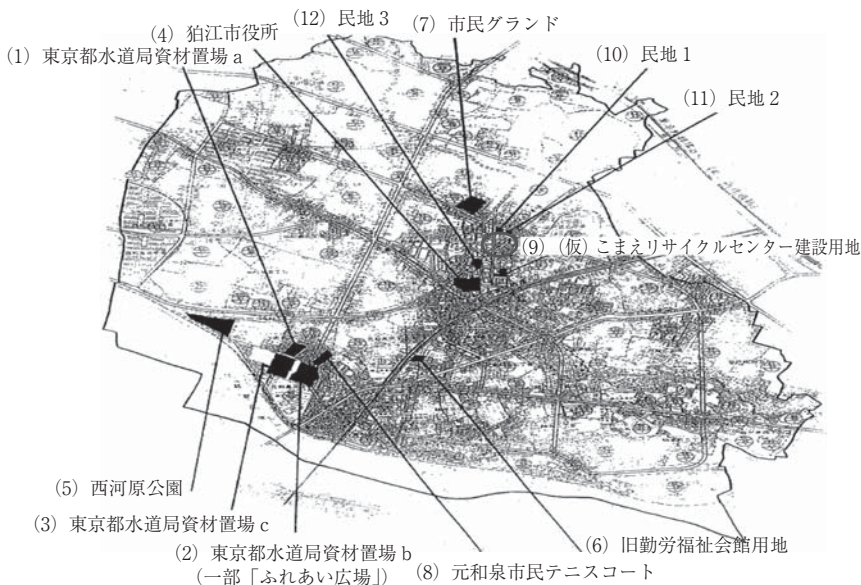 (4) 狛江市役所
(12) 民地 3
(7) 市民グランド
(1) 東京都水道局資材置場 a
(10) 民地 1
(11) 民地 2
(9) (仮) こまえリサイクルセンター建設用地
(5) 西河原公園
(3) 東京都水道局資材置場 c
(2) 東京都水道局資材置場 b
(一部「ふれあい広場」)
(8) 元和泉市民テニスコート
(6) 旧勤労福祉会館用地